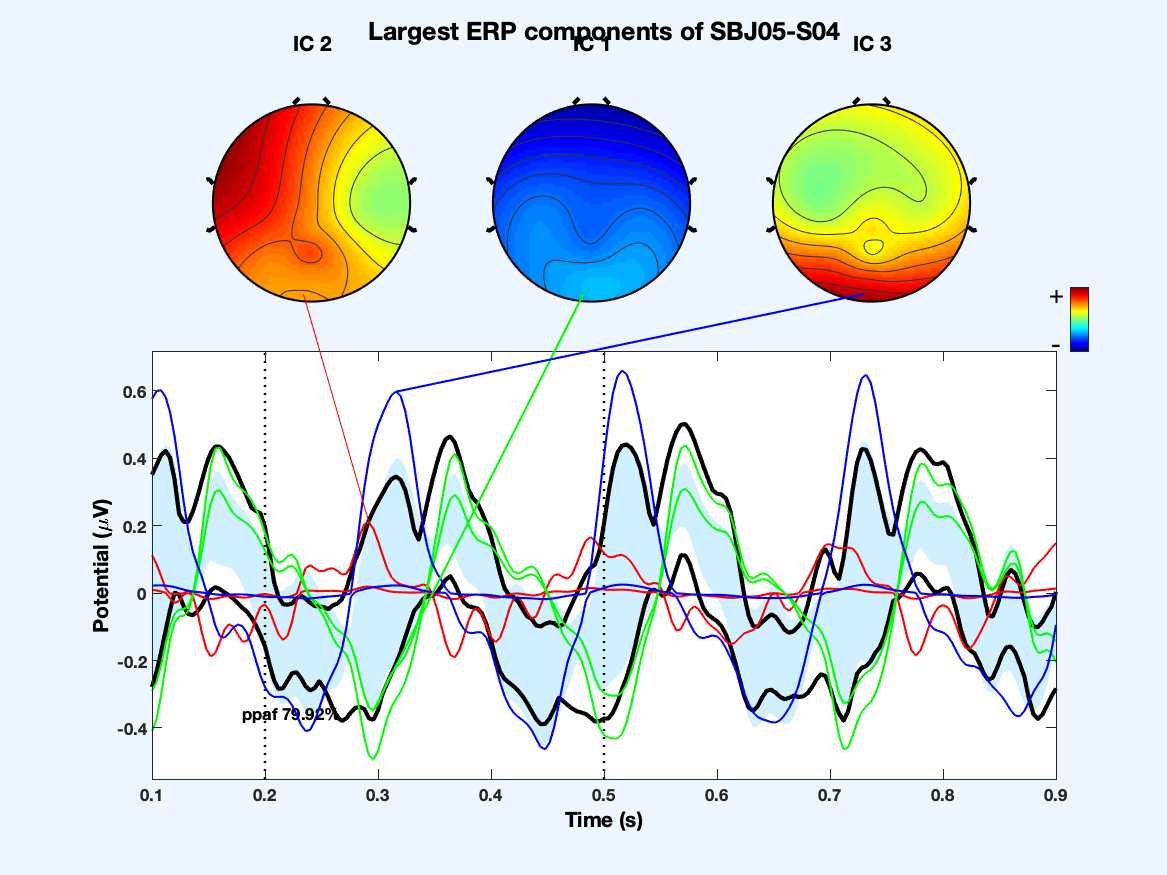 Largest ERP components of SBJ05-S04
IC 2
IC 1
IC 3
+
-
0.6
0.4
0.2
0
-0.2
-0.4
Potential (μV)
ppaf 79.92%
0.1 0.2 0.3 0.4 0.5 0.6 0.7 0.8 0.9
Time (s)